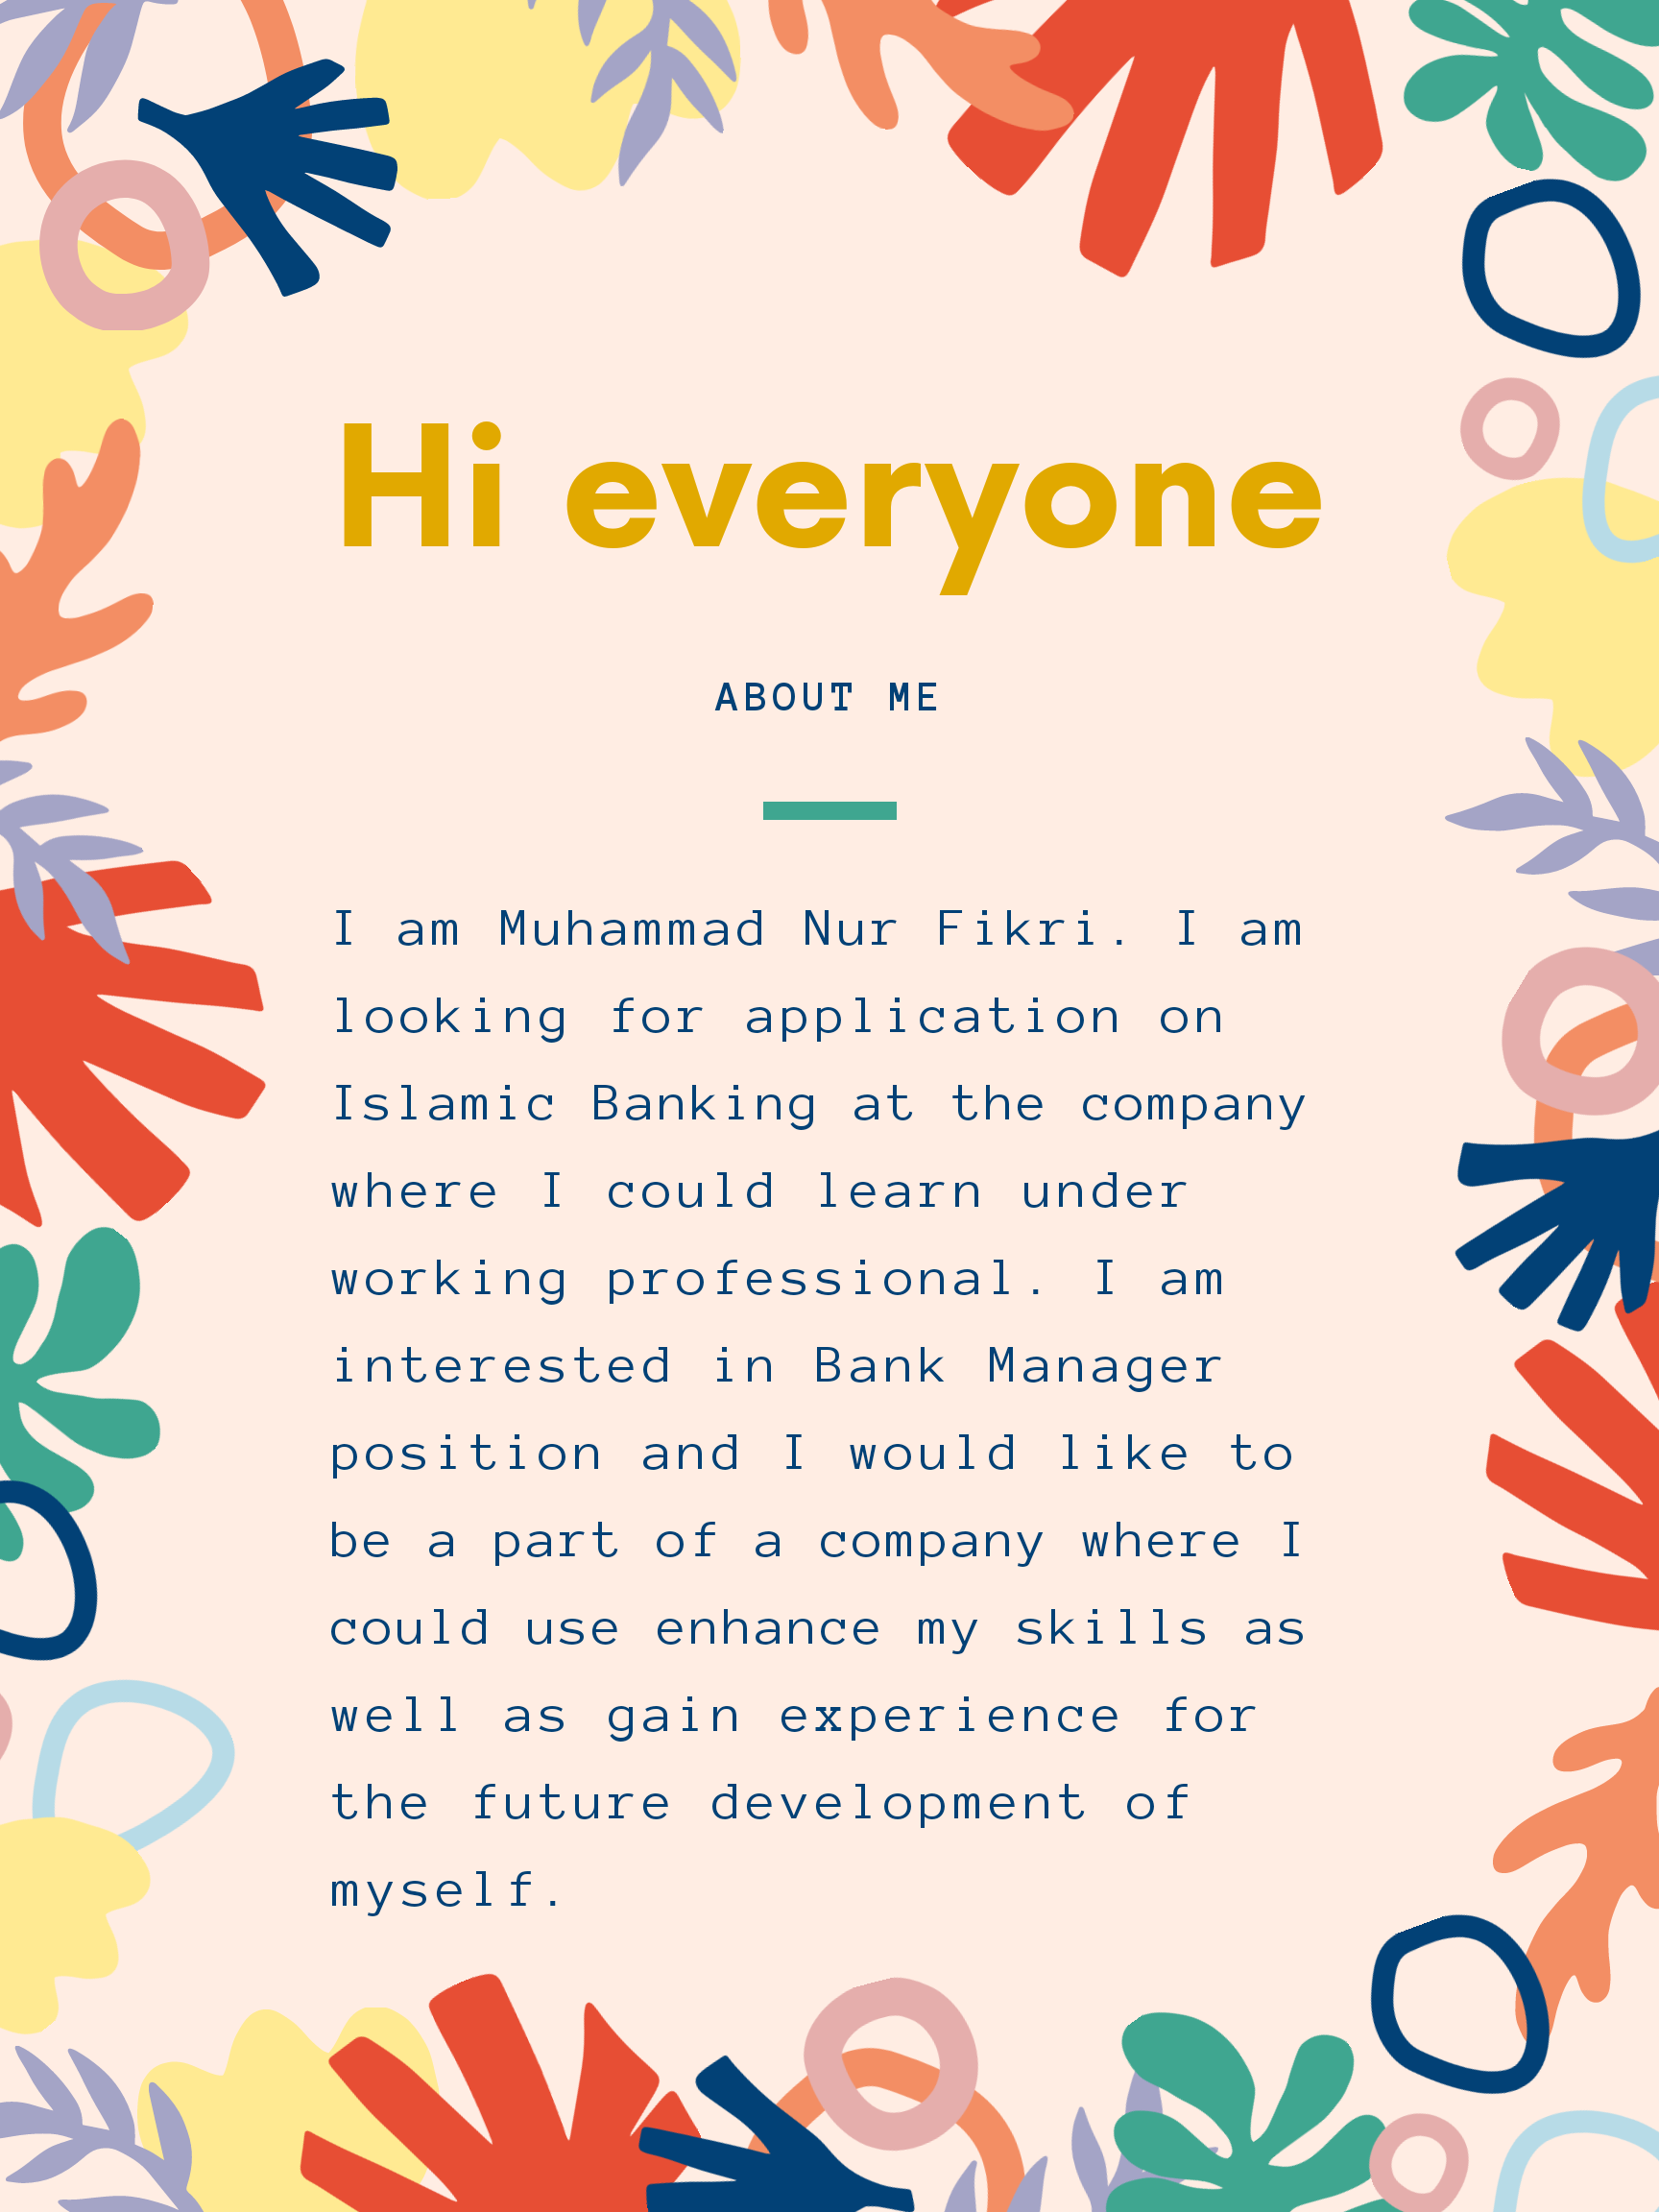 Hi everyone
ABOUT ME
I am Muhammad Nur Fikri. I am
looking for application on
Islamic Banking at the company
where I could learn under
working professional. I am
interested in Bank Manager
position and I would like to
be a part of a company where I
could use enhance my skills as
well as gain experience for
the future development of
myself.